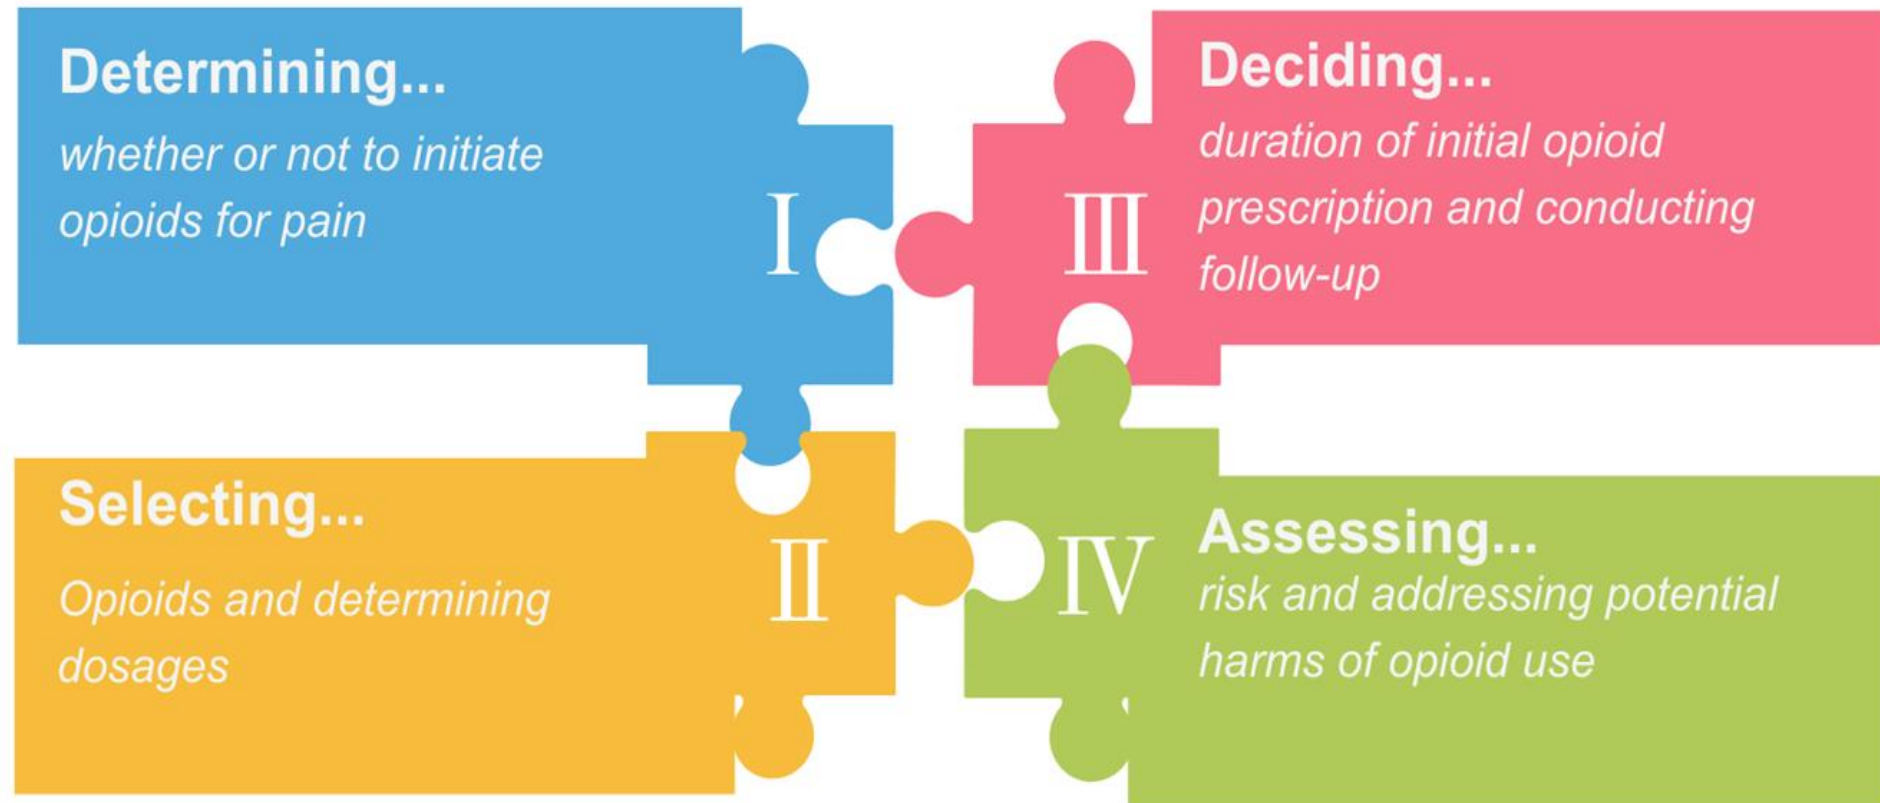 Determining...
whether or not to initiate
opioids for pain
I
Selecting...
Opioids and determining
dosages
II
Deciding...
duration of initial opioid
prescription and conducting
follow-up
III
Assessing...
risk and addressing potential
harms of opioid use
IV